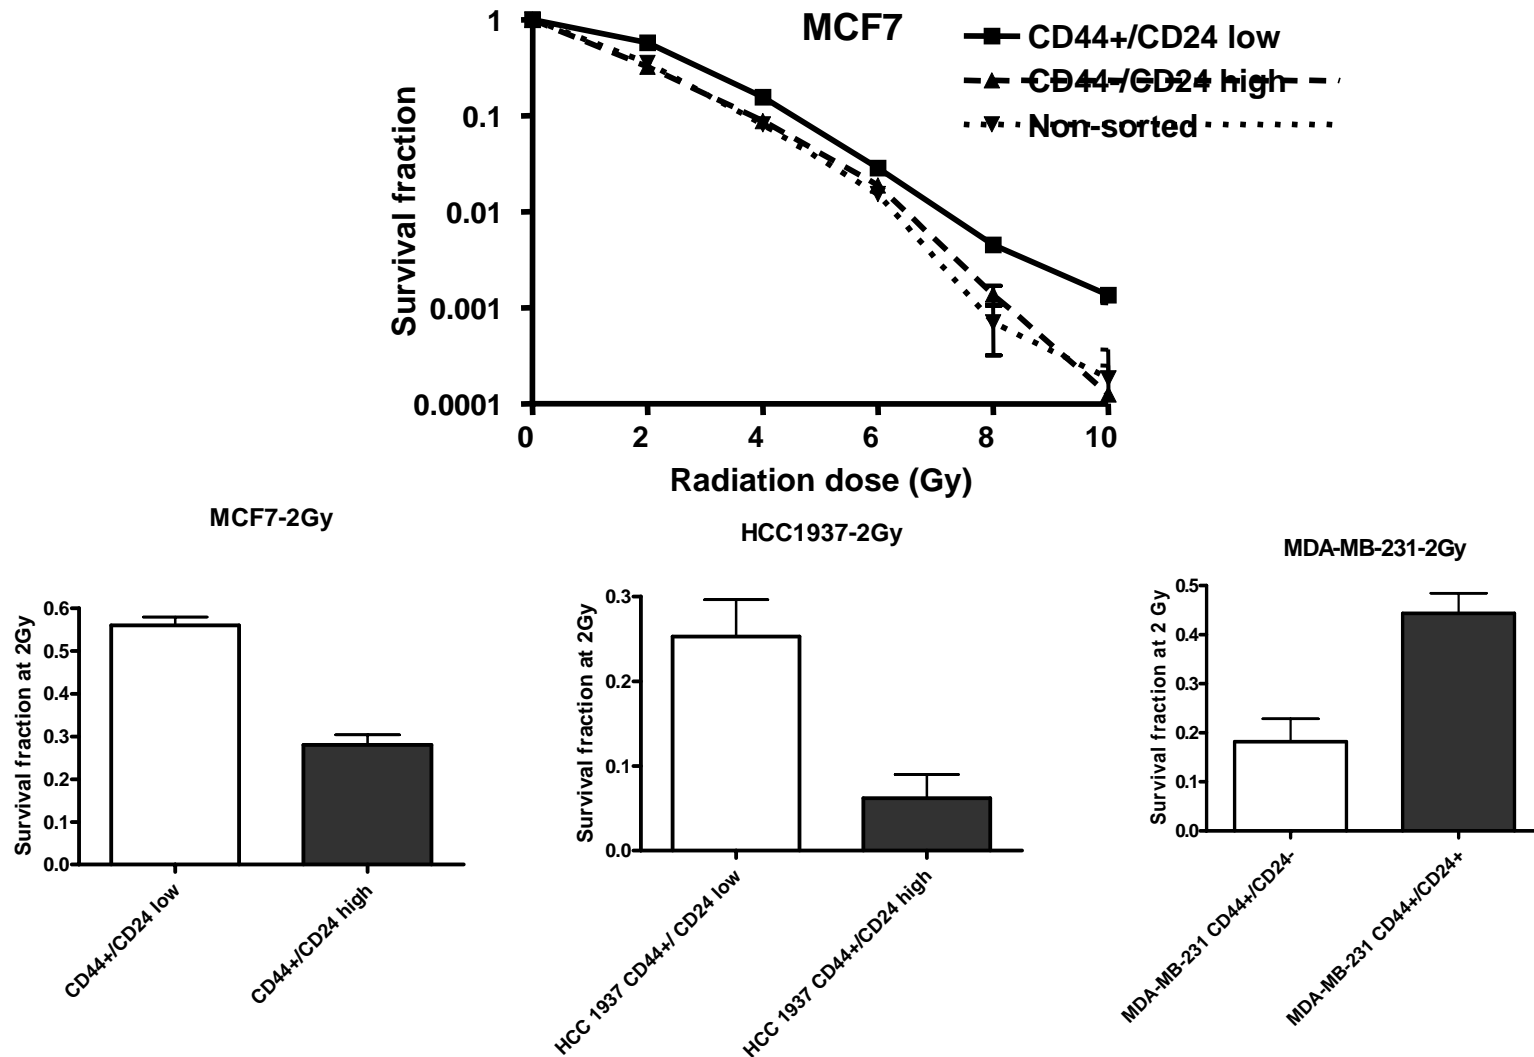 MCF7
CD44+/CD24 low
CD44-/CD24 high
Non-sorted
Survival fraction
1
0.1
0.01
0.001
0.0001
0 2 4 6 8 10
Radiation dose (Gy)
MCF7-2Gy
Survival fraction at 2Gy
0.6
0.5
0.4
0.3
0.2
0.1
0.0
CD44+/CD24 low
CD44+/CD24 high
HCC1937-2Gy
Survival fraction at 2Gy
0.3
0.2
0.1
0.0
HCC 1937 CD44+/ CD24 low
HCC 1937 CD44+/CD24 high
MDA-MB-231-2Gy
Survival fraction at 2 Gy
0.5
0.4
0.3
0.2
0.1
0.0
MDA-MB-231 CD44+/CD24-
MDA-MB-231 CD44+/CD24+